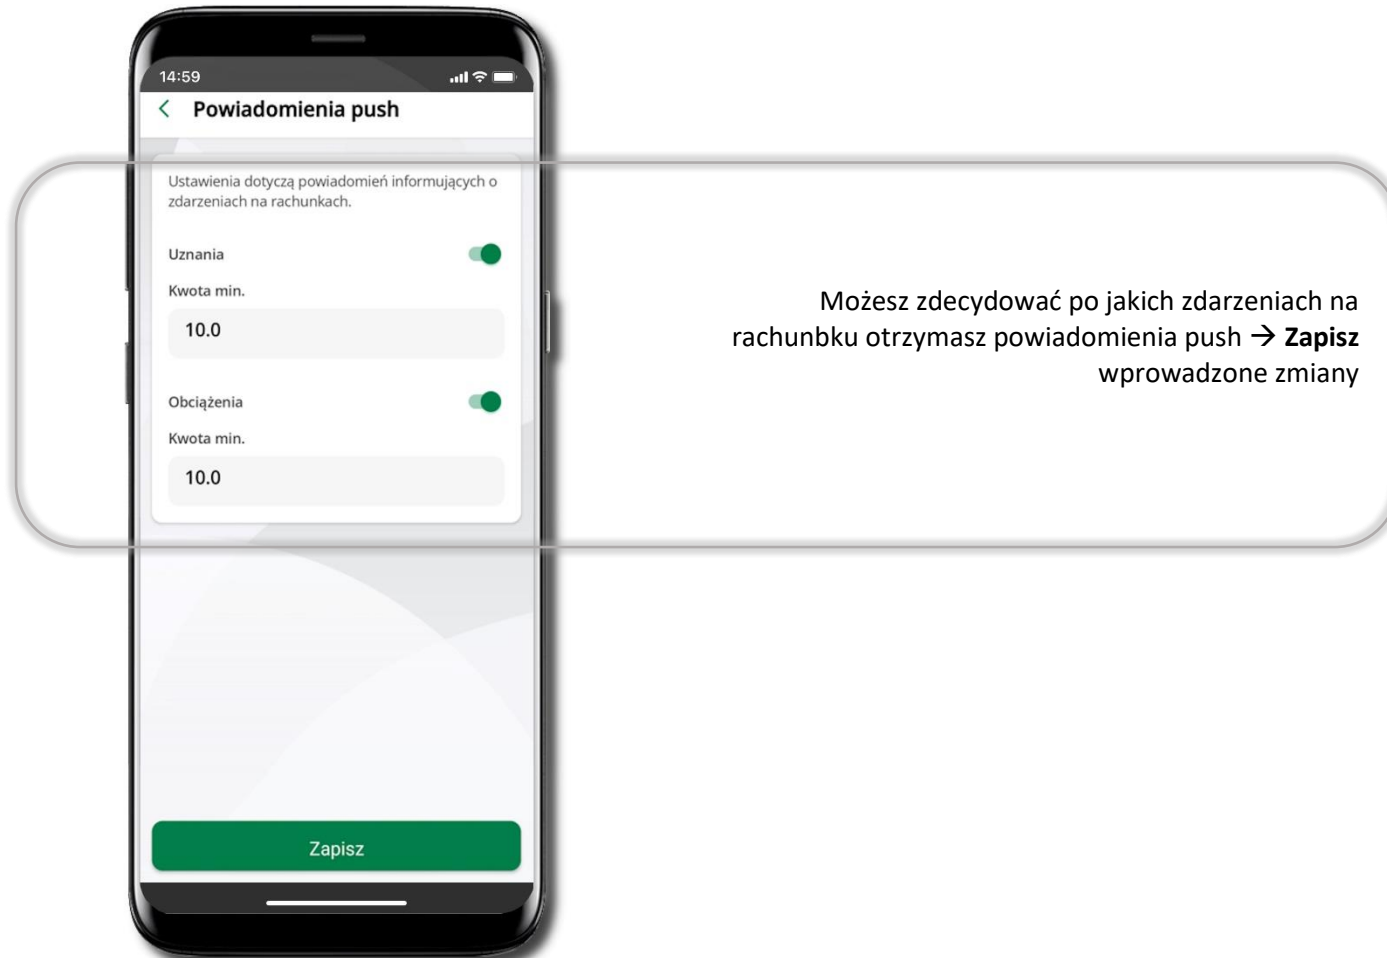 14:59
Powiadomienia push
Ustawienia dotyczą powiadomień informujących o
zdarzeniach na rachunkach.
Uznania
Kwota min.
10.0
Obciążenia
Kwota min.
10.0
Zapisz
Możesz zdecydować po jakich zdarzeniach na
rachunbku otrzymasz powiadomienia push → Zapisz
wprowadzone zmiany